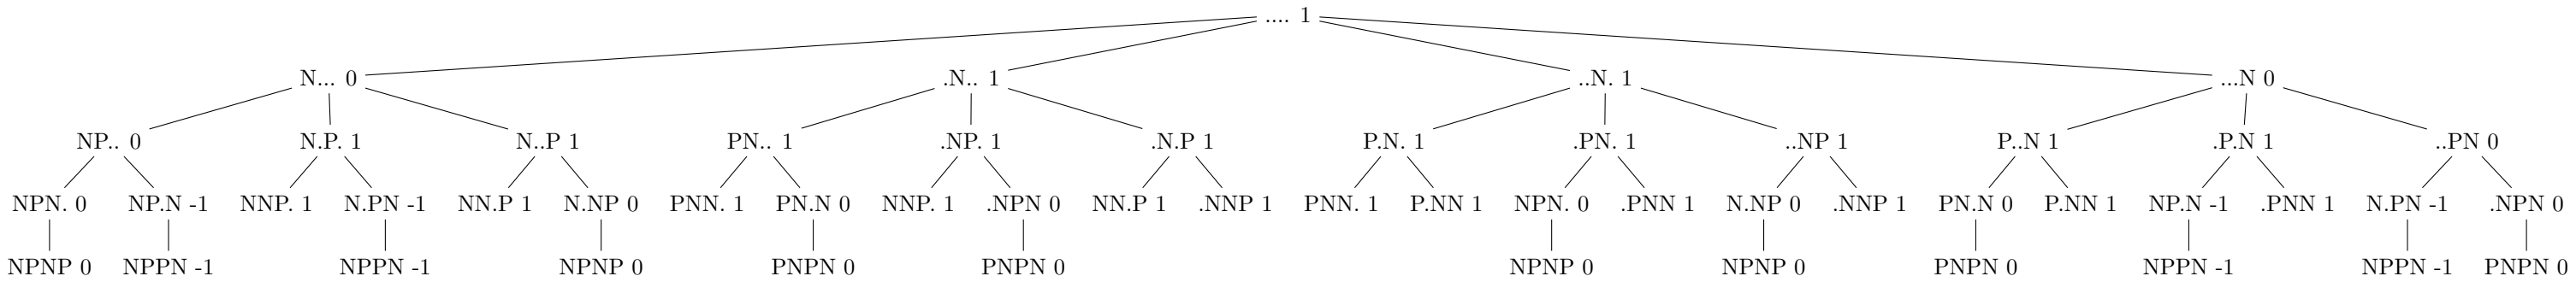 .... 1
N... 0 .N.. 1 ..N. 1 ...N 0
NP.. 0 N.P. 1 N..P 1 PN.. 1 .NP. 1 .N.P 1 P.N. 1 .PN. 1 ..NP 1 P..N 1 .P.N 1 ..PN 0
NPN. 0 NP.N -1 NNP. 1 N.PN -1 NN.P 1 N.NP 0 PNN. 1 PN.N 0 NNP. 1 .NPN 0 NN.P 1 .NNP 1 PNN. 1 P.NN 1 NPN. 0 .PNN 1 N.NP 0 .NNP 1 PN.N 0 P.NN 1 NP.N -1 .PNN 1 N.PN -1 .NPN 0
NPNP 0 NPPN -1 NPPN -1 NPNP 0 PNPN 0 PNPN 0 NPNP 0 NPNP 0 PNPN 0 NPPN -1 NPPN -1 PNPN 0